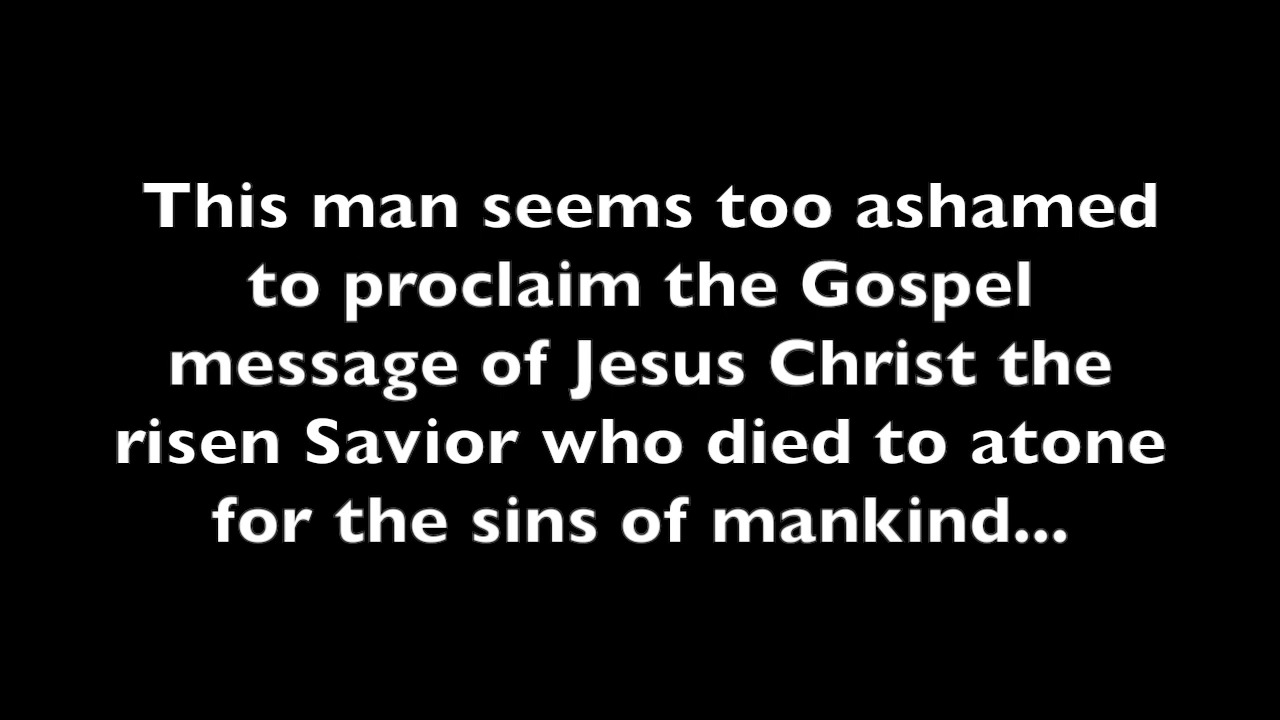 This man seems too ashamed
to proclaim the Gospel
message of Jesus Christ the
risen Savior who died to atone
for the sins of mankind...